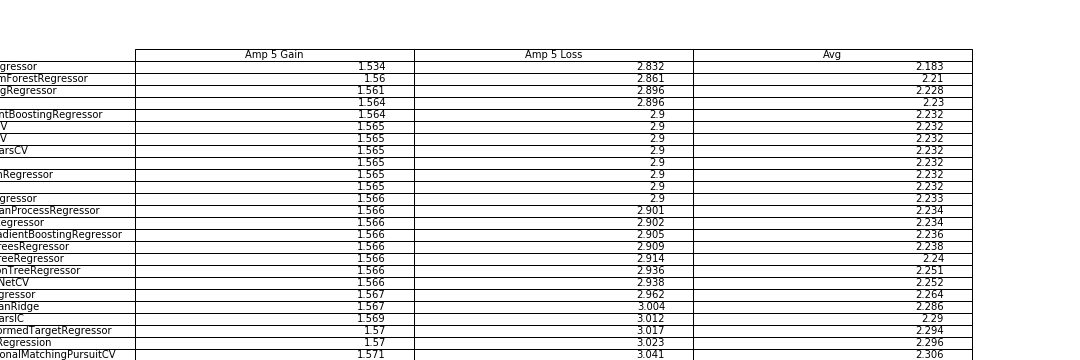 Amp 5 Gain Amp 5 Loss Avg
gressor 1.534 2.832 2.183
mForestRegressor 1.56 2.861 2.21
gRegressor 1.561 2.896 2.228
1.564 2.896 2.23
ntBoostingRegressor 1.564 2.9 2.232
V 1.565 2.9 2.232
V 1.565 2.9 2.232
arsCV 1.565 2.9 2.232
1.565 2.9 2.232
nRegressor 1.565 2.9 2.232
1.565 2.9 2.232
gressor 1.566 2.9 2.233
anProcessRegressor 1.566 2.901 2.234
egressor 1.566 2.902 2.234
adientBoostingRegressor 1.566 2.905 2.236
reesRegressor 1.566 2.909 2.238
reeRegressor 1.566 2.914 2.24
onTreeRegressor 1.566 2.936 2.251
NetCV 1.566 2.938 2.252
gressor 1.567 2.962 2.264
anRidge 1.567 3.004 2.286
arsIC 1.569 3.012 2.29
ormedTargetRegressor 1.57 3.017 2.294
Regression 1.57 3.023 2.296
onalMatchingPursuitCV 1.571 3.041 2.306